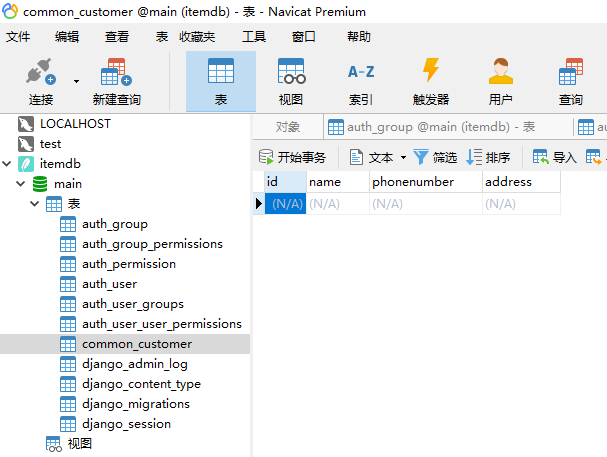 common_customer @main (itemdb) - 表 - Navicat Premium
文件 编辑 查看 表 收藏夹 工具 窗口 帮助
连接 新建查询 表 视图 A-Z 索引 触发器 用户 查询
LOCALHOST
test
itemdb
main
表
auth_group
auth_group_permissions
auth_permission
auth_user
auth_user_groups
auth_user_user_permissions
common_customer
django_admin_log
django_content_type
django_migrations
django_session
视图
对象 auth_group @main (itemdb) - 表 au
开始事务 文本 筛选 排序 导入
id name phonenumber address
(N/A) (N/A) (N/A) (N/A)